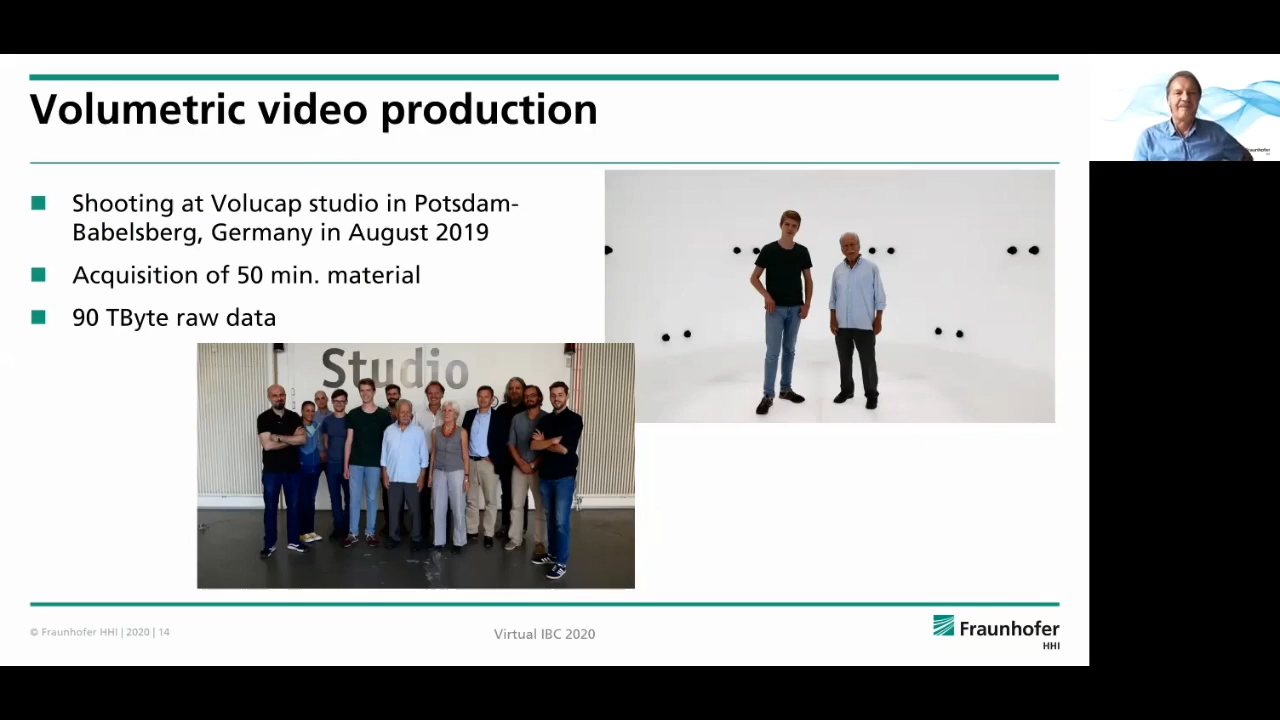 Volumetric video production
Shooting at Volucap studio in Potsdam-
Babelsberg, Germany in August 2019
Acquisition of 50 min. material
90 TByte raw data
Studio
© Fraunhofer HHI | 2020 | 14
Virtual IBC 2020
Fraunhofer
HHI